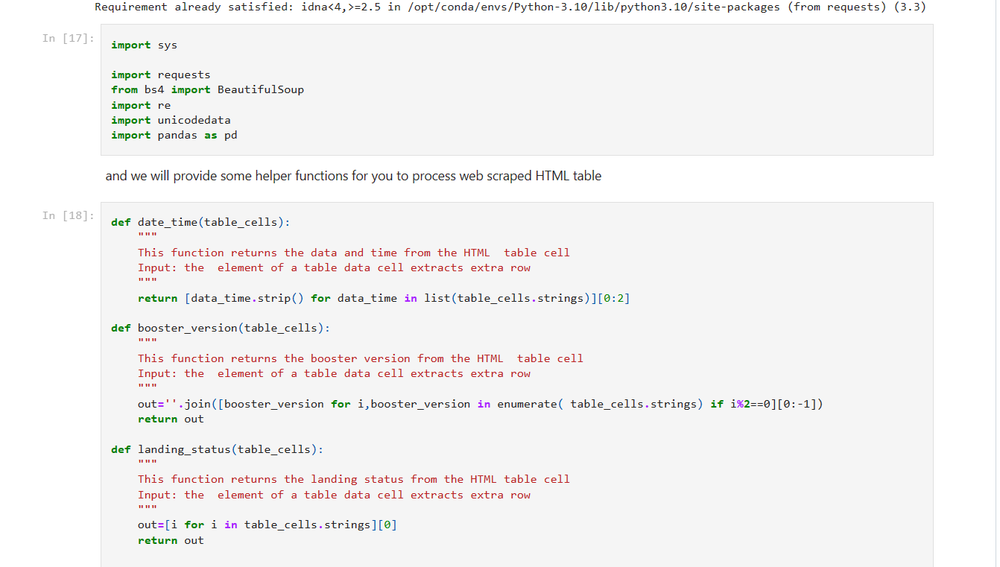 Requirement already satisfied: idna<4,>=2.5 in /opt/conda/envs/Python-3.10/lib/python3.10/site-packages (from requests) (3.3)
In [17]:
import sys
import requests
from bs4 import BeautifulSoup
import re
import unicodedata
import pandas as pd
and we will provide some helper functions for you to process web scraped HTML table
In [18]:
def date_time(table_cells):
    """
    This function returns the data and time from the HTML  table cell
    Input: the  element of a table data cell extracts extra row
    """
    return [data_time.strip() for data_time in list(table_cells.strings)][0:2]
def booster_version(table_cells):
    """
    This function returns the booster version from the HTML  table cell
    Input: the  element of a table data cell extracts extra row
    """
    out=''.join([booster_version for i,booster_version in enumerate( table_cells.strings) if i%2==0][0:-1])
    return out
def landing_status(table_cells):
    """
    This function returns the landing status from the HTML table cell
    Input: the  element of a table data cell extracts extra row
    """
    out=[i for i in table_cells.strings][0]
    return out